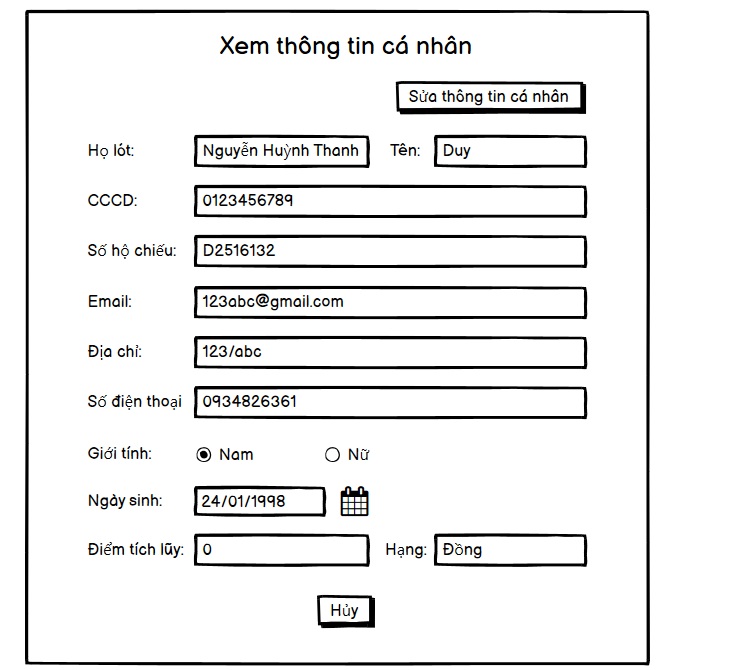 Xem thông tin cá nhân
Sửa thông tin cá nhân
Họ lót: Nguyễn Huỳnh Thanh Tên: Duy
CCCD: 0123456789
Số hộ chiếu: D2516132
Email: 123abc@gmail.com
Địa chỉ: 123/abc
Số điện thoại 0934826361
Giới tính: Nam Nữ
Ngày sinh: 24/01/1998
Điểm tích lũy: 0 Hạng: Đồng
Hủy